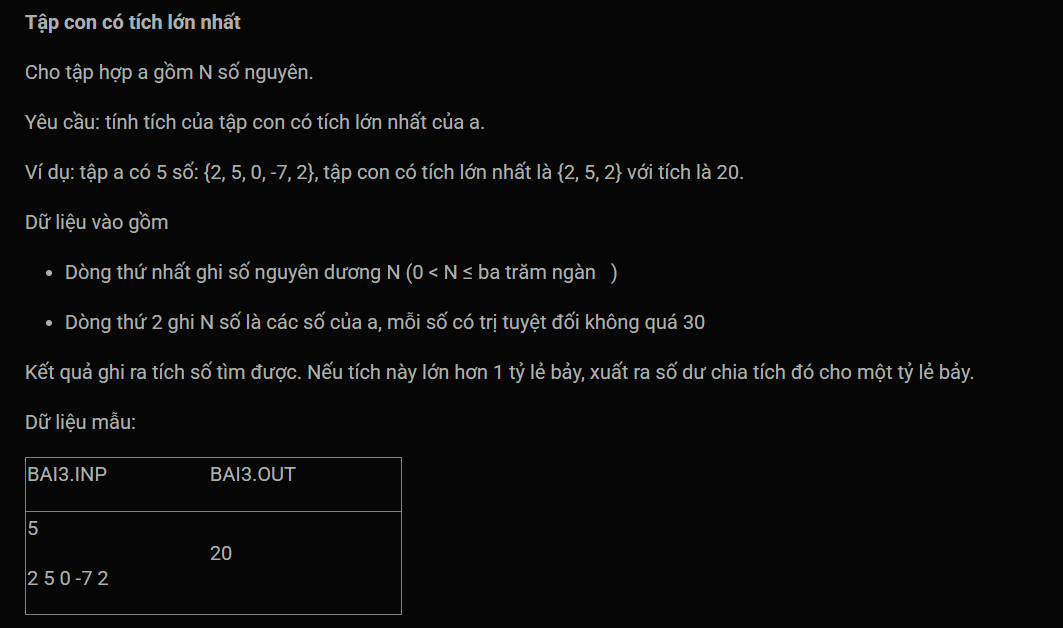 Tập con có tích lớn nhất
Cho tập hợp a gồm N số nguyên.
Yêu cầu: tính tích của tập con có tích lớn nhất của a.
Ví dụ: tập a có 5 số: {2, 5, 0, -7, 2}, tập con có tích lớn nhất là {2, 5, 2} với tích là 20.
Dữ liệu vào gồm
• Dòng thứ nhất ghi số nguyên dương N (0 < N ≤ ba trăm ngàn )
• Dòng thứ 2 ghi N số là các số của a, mỗi số có trị tuyệt đối không quá 30
Kết quả ghi ra tích số tìm được. Nếu tích này lớn hơn 1 tỷ lẻ bảy, xuất ra số dư chia tích đó cho một tỷ lẻ bảy.
Dữ liệu mẫu:
BAI3.INP BAI3.OUT
5
20
2 5 0 -7 2